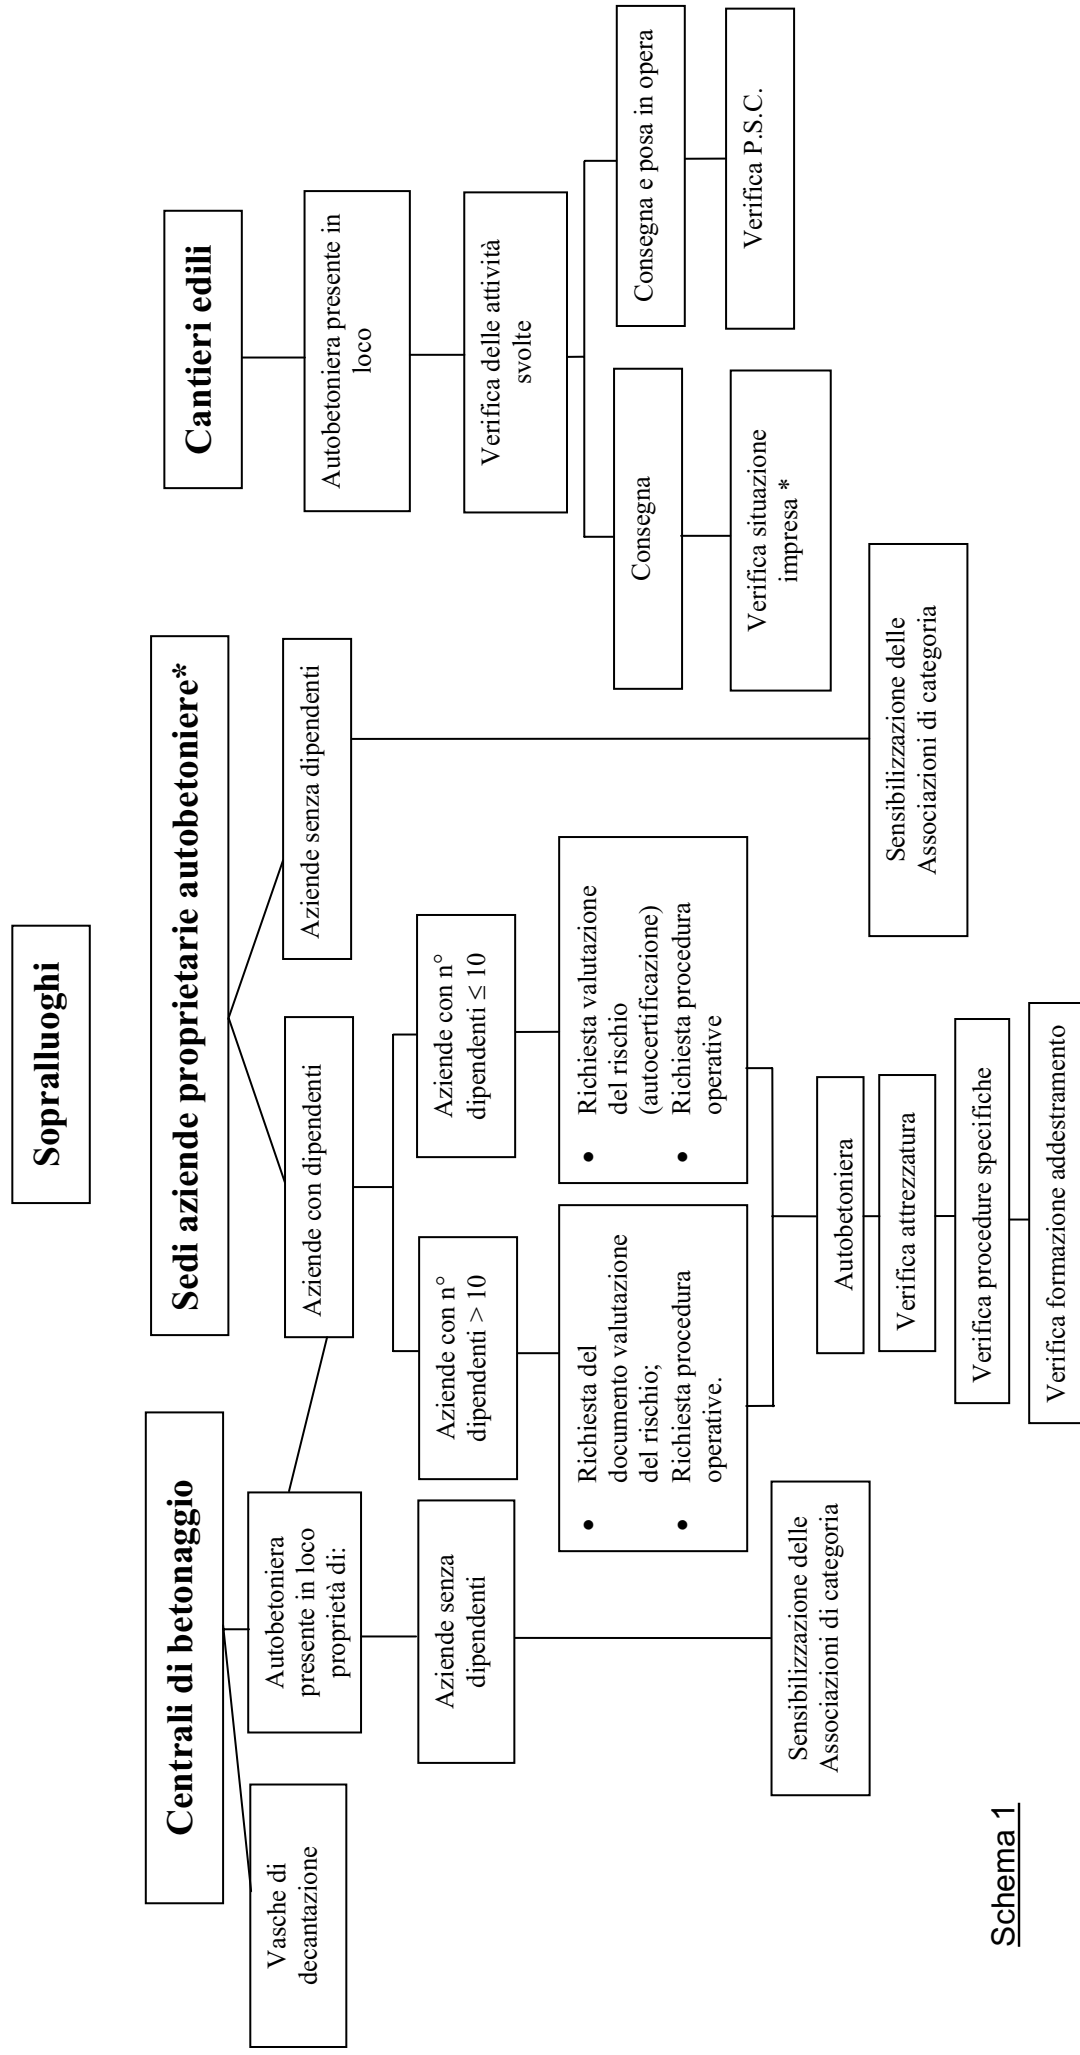 Sopralluoghi
Centrali di betonaggio
Sedi aziende proprietarie autobetoniere*
Cantieri edili
Vasche di
decantazione
Autobetoniera
presente in loco
proprietà di:
Aziende con dipendenti
Aziende senza dipendenti
Autobetoniera presente in
loco
Aziende senza
dipendenti
Aziende con n°
dipendenti > 10
Aziende con n°
dipendenti ≤ 10
Verifica delle attività
svolte
• Richiesta del
documento valutazione
del rischio;
• Richiesta procedura
operative.
• Richiesta valutazione
del rischio
(autocertificazione)
• Richiesta procedura
operative
Consegna
Consegna e posa in opera
Verifica situazione
impresa *
Verifica P.S.C.
Sensibilizzazione delle
Associazioni di categoria
Autobetoniera
Sensibilizzazione delle
Associazioni di categoria
Verifica attrezzatura
Verifica procedure specifiche
Verifica formazione addestramento
Schema 1